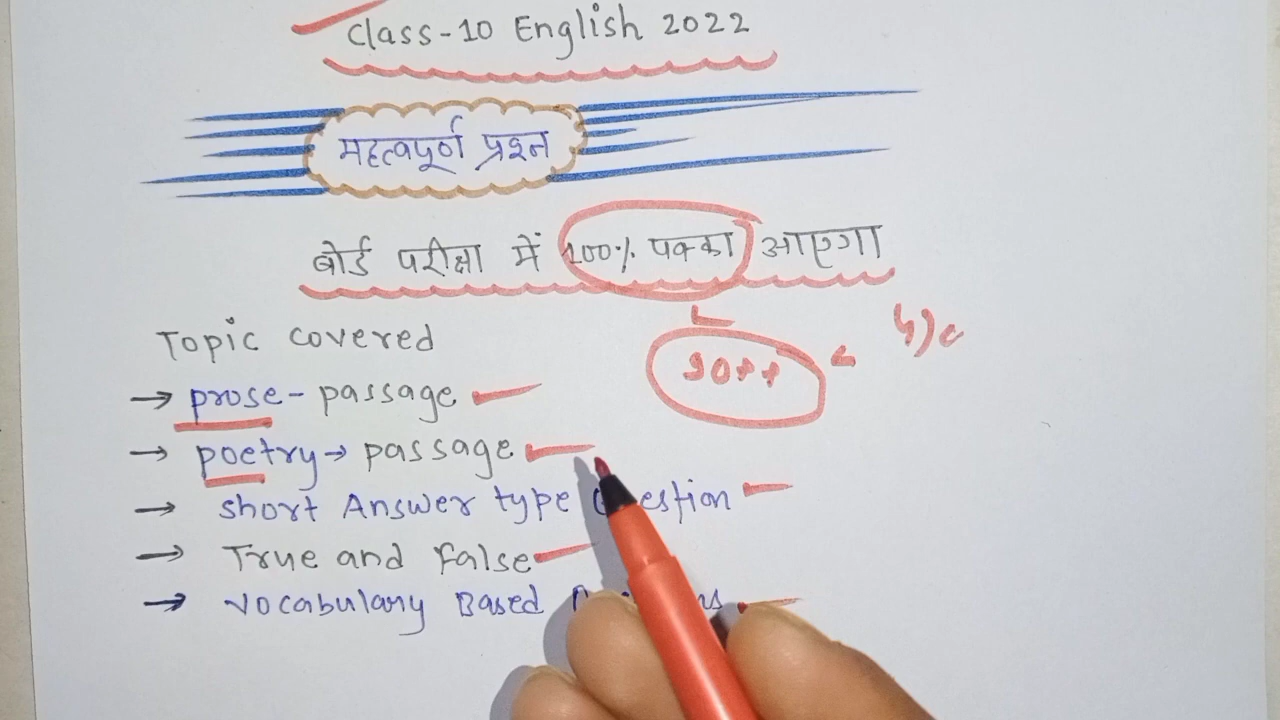 Class-10 English 2022
महत्वपूर्ण प्रश्न
बोर्ड परीक्षा में 100% पक्का आएगा
Topic covered
→ prose - passage
→ poetry → passage
→ short Answer type
→ True and False
→ Vocabulary Based